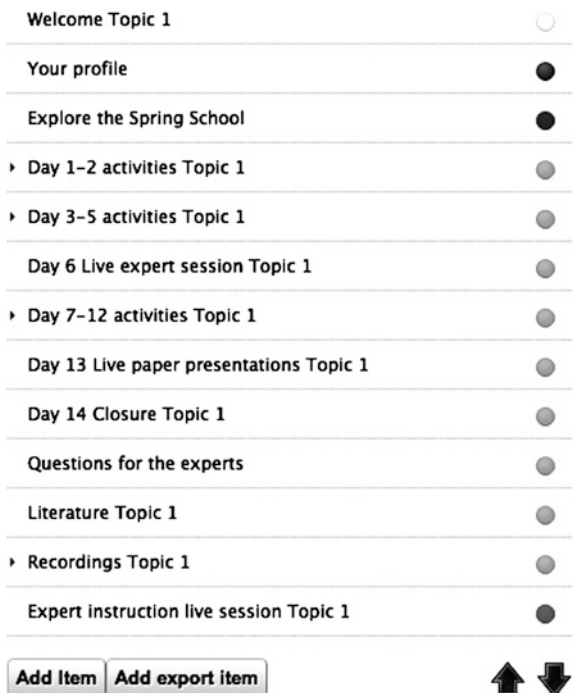 Welcome Topic 1
Your profile
Explore the Spring School
Day 1-2 activities Topic 1
Day 3-5 activities Topic 1
Day 6 Live expert session Topic 1
Day 7-12 activities Topic 1
Day 13 Live paper presentations Topic 1
Day 14 Closure Topic 1
Questions for the experts
Literature Topic 1
Recordings Topic 1
Expert instruction live session Topic 1
Add Item Add export item